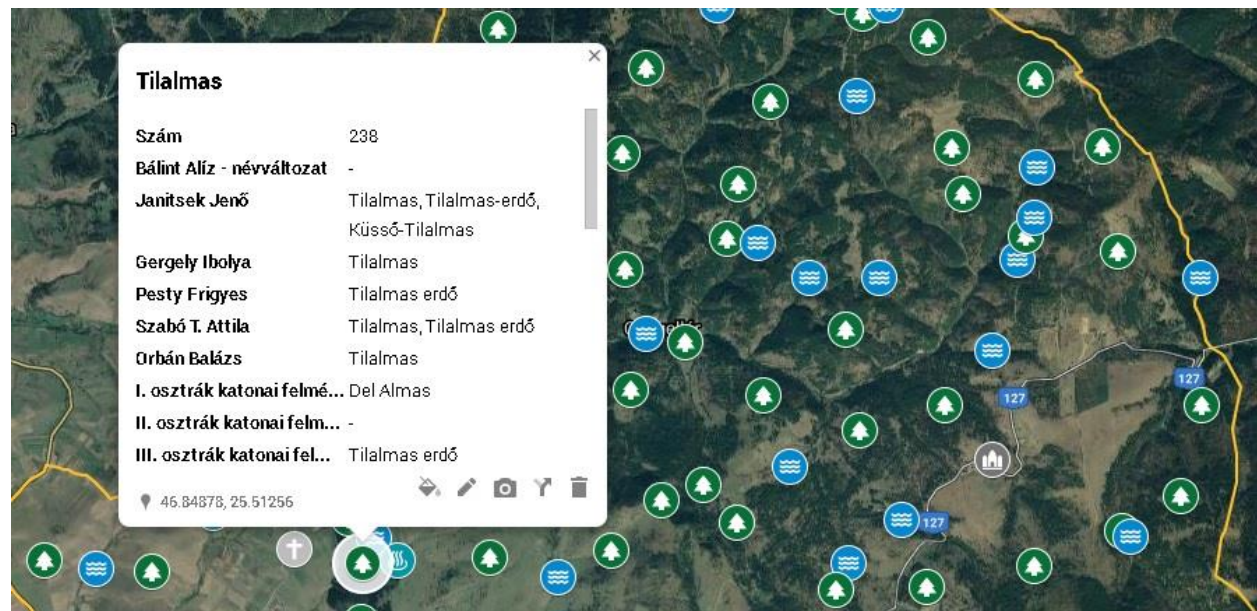 Tilalmas
Szám 238
Bálint Alíz - névváltozat -
Janitsek Jenő Tilalmas, Tilalmas-erdő,
Küsső-Tilalmas
Gergely Ibolya Tilalmas
Pesty Frigyes Tilalmas erdő
Szabó T. Attila Tilalmas, Tilalmas erdő
Orbán Balázs Tilalmas
I. osztrák katonai felmé... Del Almas
II. osztrák katonai felm... -
III. osztrák katonai fel... Tilalmas erdő
46.84878, 25.51256
127
127
127